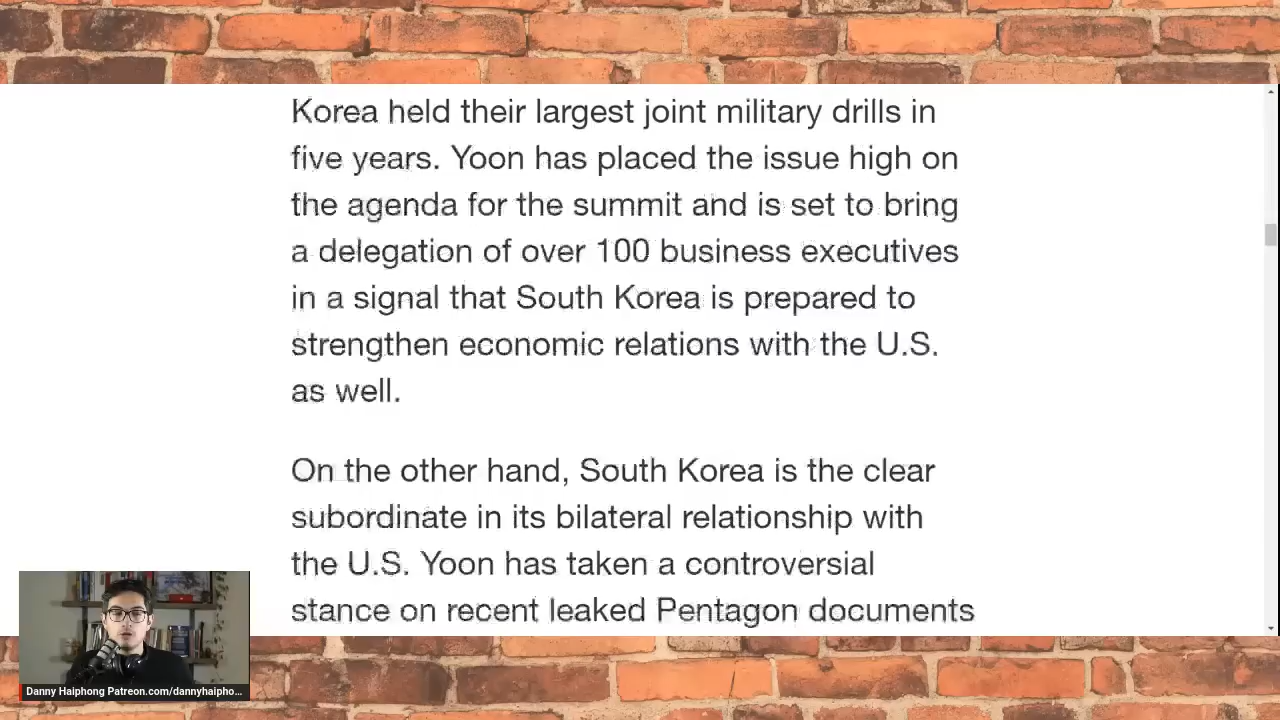 Korea held their largest joint military drills in
five years. Yoon has placed the issue high on
the agenda for the summit and is set to bring
a delegation of over 100 business executives
in a signal that South Korea is prepared to
strengthen economic relations with the U.S.
as well.
On the other hand, South Korea is the clear
subordinate in its bilateral relationship with
the U.S. Yoon has taken a controversial
stance on recent leaked Pentagon documents
Danny Haiphong Patreon.com/dannyhaipho...